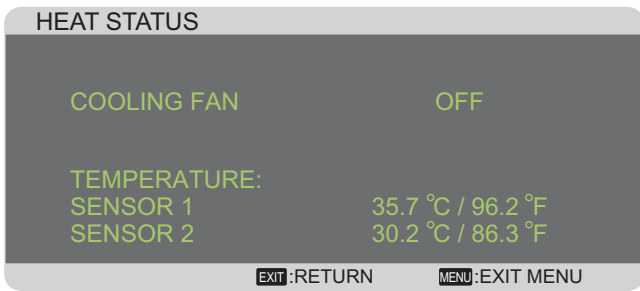 HEAT STATUS
COOLING FAN OFF
TEMPERATURE:
SENSOR 1 35.7 °C / 96.2 °F
SENSOR 2 30.2 °C / 86.3 °F
EXIT:RETURN MENU:EXIT MENU